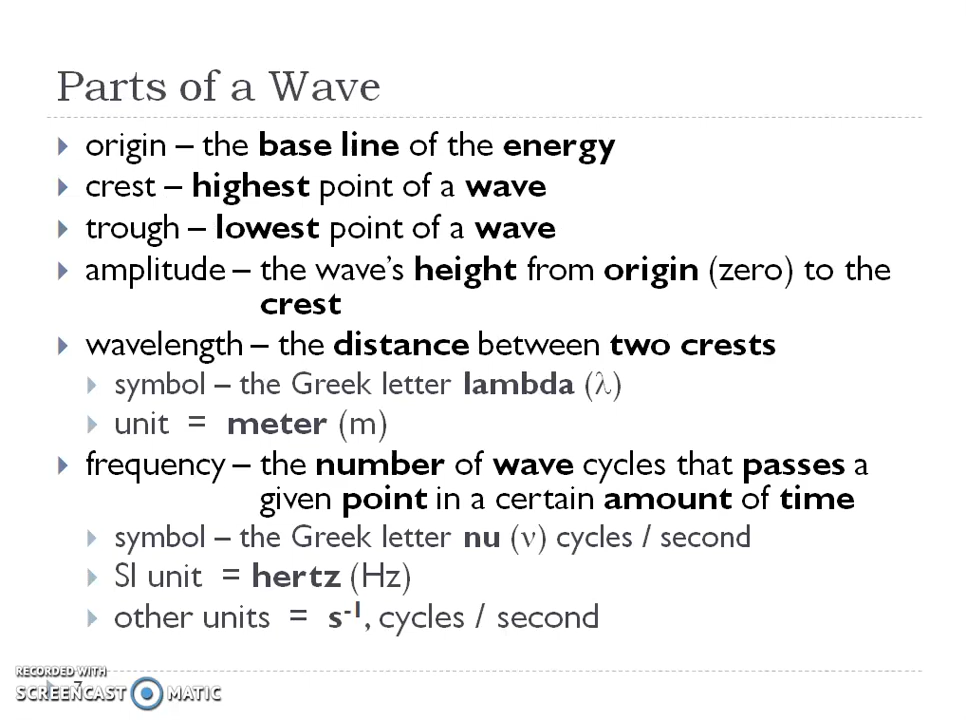 Parts of a Wave
origin – the base line of the energy
crest – highest point of a wave
trough – lowest point of a wave
amplitude – the wave's height from origin (zero) to the
crest
wavelength – the distance between two crests
symbol – the Greek letter lambda (λ)
unit = meter (m)
frequency – the number of wave cycles that passes a
given point in a certain amount of time
symbol – the Greek letter nu (ν) cycles / second
SI unit = hertz (Hz)
other units = s⁻¹, cycles / second
RECORDED WITH
7
SCREENCAST MATIC